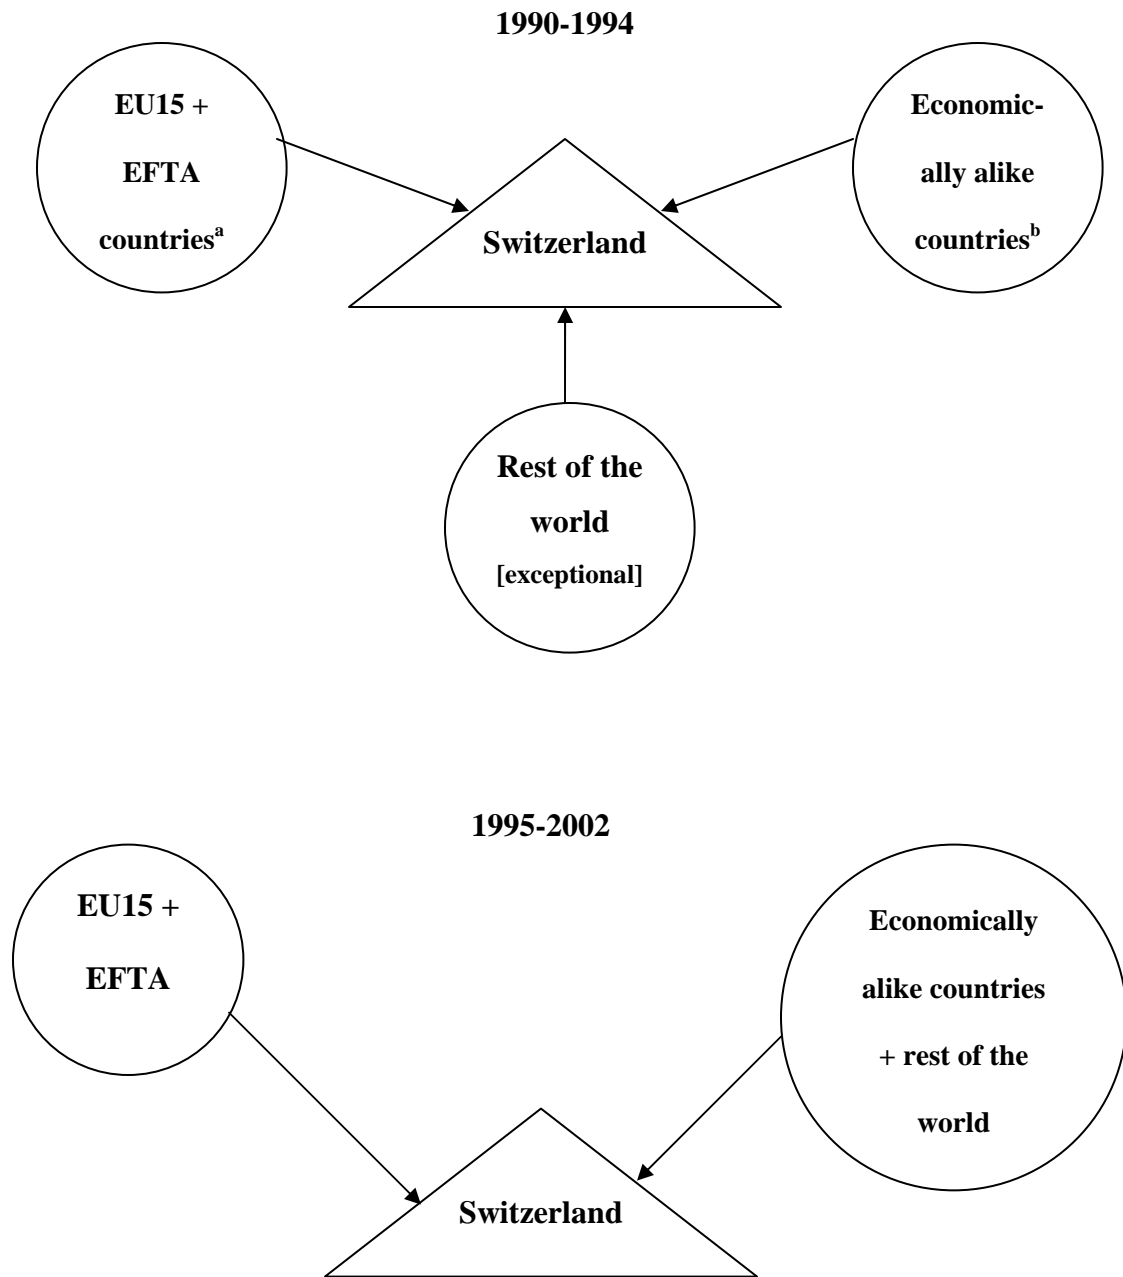 1990-1994
EU15 +
EFTA
countriesᵃ
Economic-
ally alike
countriesᵇ
Switzerland
Rest of the
world
[exceptional]
1995-2002
EU15 +
EFTA
Economically
alike countries
+ rest of the
world
Switzerland